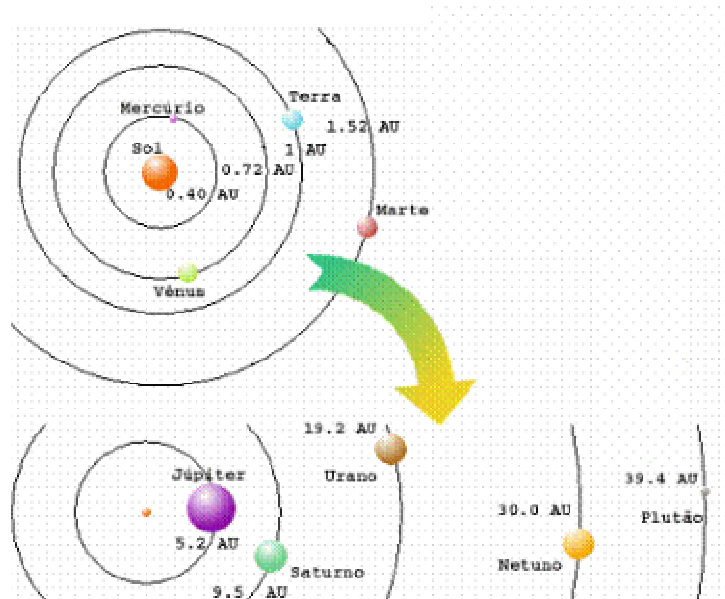 Terra
Mercúrio
1.52 AU
Sol
1 AU
0.72 AU
0.40 AU
Marte
Vênus
19.2 AU
Júpiter
Urano
39.4 AU
30.0 AU
Plutão
5.2 AU
Netuno
Saturno
9.5 AU